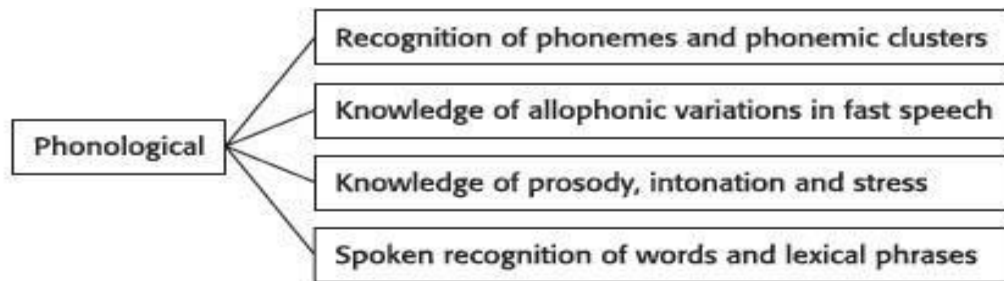 Phonological
Recognition of phonemes and phonemic clusters
Knowledge of allophonic variations in fast speech
Knowledge of prosody, intonation and stress
Spoken recognition of words and lexical phrases